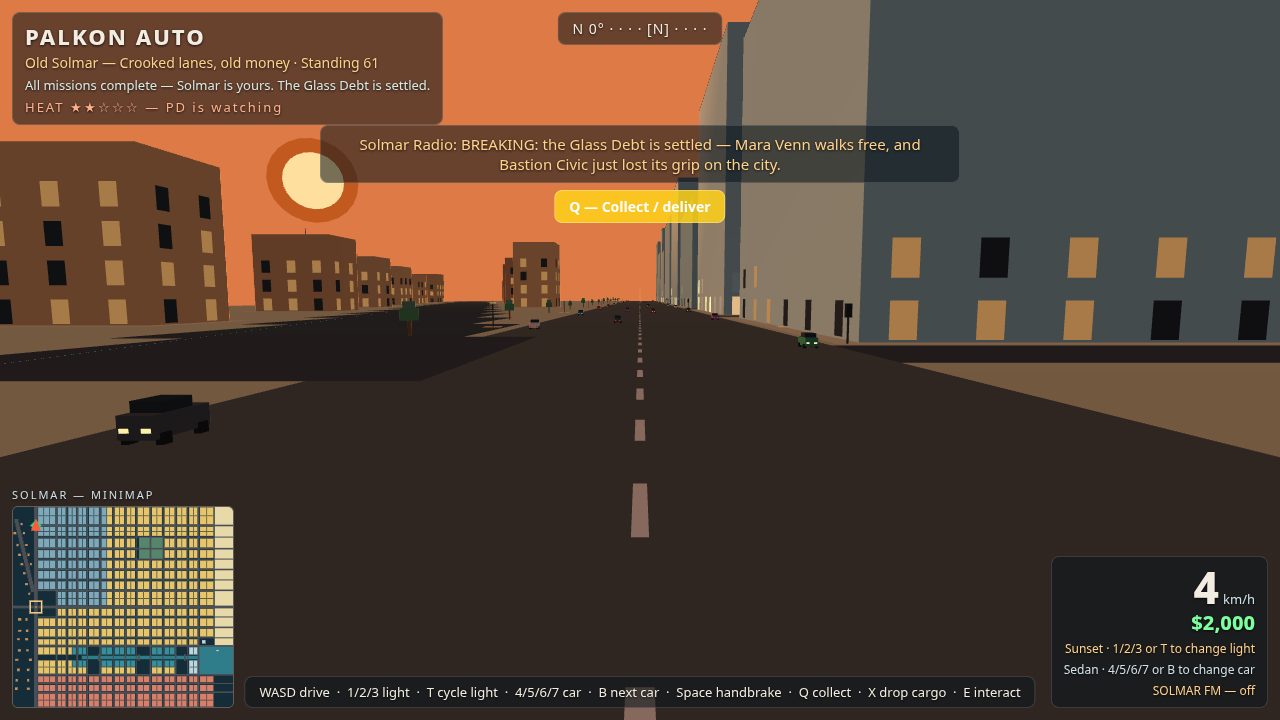 PALKON AUTO
Old Solmar — Crooked lanes, old money · Standing 61
All missions complete — Solmar is yours. The Glass Debt is settled.
HEAT ★★☆☆☆ — PD is watching
N 0° · · · · [N] · · · ·
Solmar Radio: BREAKING: the Glass Debt is settled — Mara Venn walks free, and
Bastion Civic just lost its grip on the city.
Q — Collect / deliver
SOLMAR — MINIMAP
4 km/h
$2,000
Sunset · 1/2/3 or T to change light
Sedan · 4/5/6/7 or B to change car
SOLMAR FM — off
WASD drive · 1/2/3 light · T cycle light · 4/5/6/7 car · B next car · Space handbrake · Q collect · X drop cargo · E interact